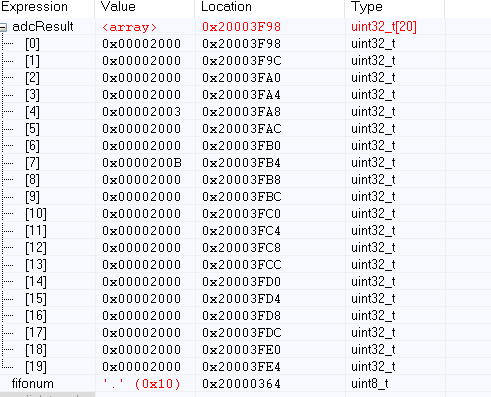 Expression Value Location Type
adcResult <array> 0x20003F98 uint32_t[20]
[0] 0x00002000 0x20003F98 uint32_t
[1] 0x00002000 0x20003F9C uint32_t
[2] 0x00002000 0x20003FA0 uint32_t
[3] 0x00002000 0x20003FA4 uint32_t
[4] 0x00002003 0x20003FA8 uint32_t
[5] 0x00002000 0x20003FAC uint32_t
[6] 0x00002000 0x20003FB0 uint32_t
[7] 0x0000200B 0x20003FB4 uint32_t
[8] 0x00002000 0x20003FB8 uint32_t
[9] 0x00002000 0x20003FBC uint32_t
[10] 0x00002000 0x20003FC0 uint32_t
[11] 0x00002000 0x20003FC4 uint32_t
[12] 0x00002000 0x20003FC8 uint32_t
[13] 0x00002000 0x20003FCC uint32_t
[14] 0x00002000 0x20003FD0 uint32_t
[15] 0x00002000 0x20003FD4 uint32_t
[16] 0x00002000 0x20003FD8 uint32_t
[17] 0x00002000 0x20003FDC uint32_t
[18] 0x00002000 0x20003FE0 uint32_t
[19] 0x00002000 0x20003FE4 uint32_t
fifonum '.' (0x10) 0x20000364 uint8_t